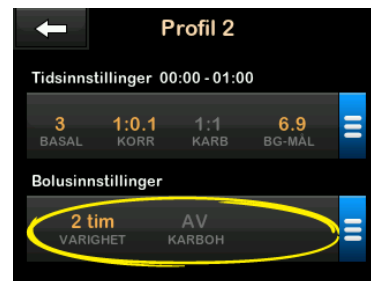 Profil 2
Tidsinnstillinger 00:00 - 01:00
3 1:0.1 1:1 6.9
BASAL KORR KARB BG-MÅL
Bolusinnstillinger
2 tim AV
VARIGHET KARBOH